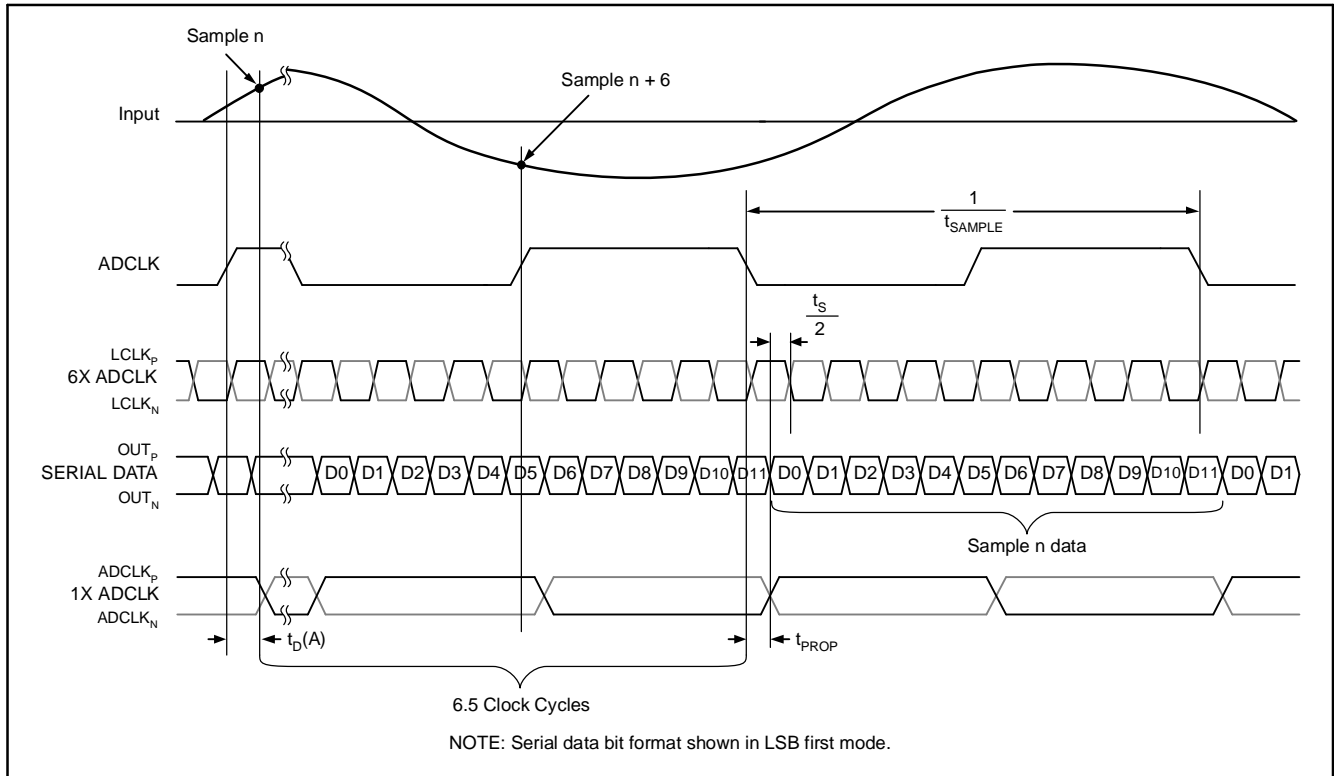 Sample n
Sample n + 6
Input
1
tSAMPLE
ADCLK
tS
2
LCLKP
6X ADCLK
LCLKN
OUTP
SERIAL DATA
OUTN
D0 D1 D2 D3 D4 D5 D6 D7 D8 D9 D10 D11 D0 D1 D2 D3 D4 D5 D6 D7 D8 D9 D10 D11 D0 D1
Sample n data
ADCLKP
1X ADCLK
ADCLKN
tD(A)
tPROP
6.5 Clock Cycles
NOTE: Serial data bit format shown in LSB first mode.